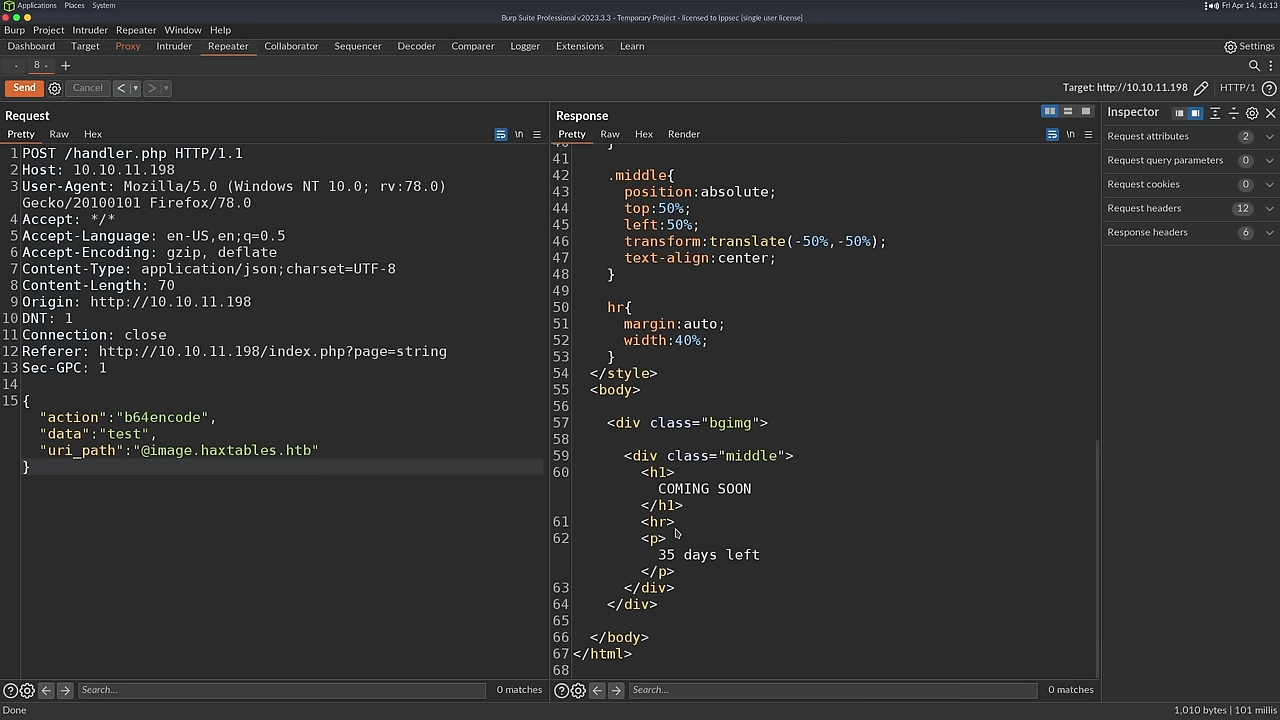 Applications Places System
Fri Apr 14, 16:13
Burp Suite Professional v2023.3.3 - Temporary Project - licensed to Ippsec [single user license]
Burp Project Intruder Repeater Window Help
Dashboard Target Proxy Intruder Repeater Collaborator Sequencer Decoder Comparer Logger Extensions Learn
Settings
8
Send Cancel
Target: http://10.10.11.198 HTTP/1
Request
Pretty Raw Hex
\n
1 POST /handler.php HTTP/1.1
2 Host: 10.10.11.198
3 User-Agent: Mozilla/5.0 (Windows NT 10.0; rv:78.0)
Gecko/20100101 Firefox/78.0
4 Accept: */*
5 Accept-Language: en-US,en;q=0.5
6 Accept-Encoding: gzip, deflate
7 Content-Type: application/json;charset=UTF-8
8 Content-Length: 70
9 Origin: http://10.10.11.198
10 DNT: 1
11 Connection: close
12 Referer: http://10.10.11.198/index.php?page=string
13 Sec-GPC: 1
14
15 {
"action":"b64encode",
"data":"test",
"uri_path":"@image.haxtables.htb"
}
Search...
0 matches
Response
Pretty Raw Hex Render
\n
40 }
41
42 .middle{
43 position:absolute;
44 top:50%;
45 left:50%;
46 transform:translate(-50%,-50%);
47 text-align:center;
48 }
49
50 hr{
51 margin:auto;
52 width:40%;
53 }
54 </style>
55 <body>
56
57 <div class="bgimg">
58
59 <div class="middle">
60 <h1>
COMING SOON
</h1>
61 <hr>
62 <p>
35 days left
</p>
63 </div>
64 </div>
65
66 </body>
67 </html>
68
Search...
0 matches
Inspector
Request attributes 2
Request query parameters 0
Request cookies 0
Request headers 12
Response headers 6
Done
1,010 bytes | 101 millis